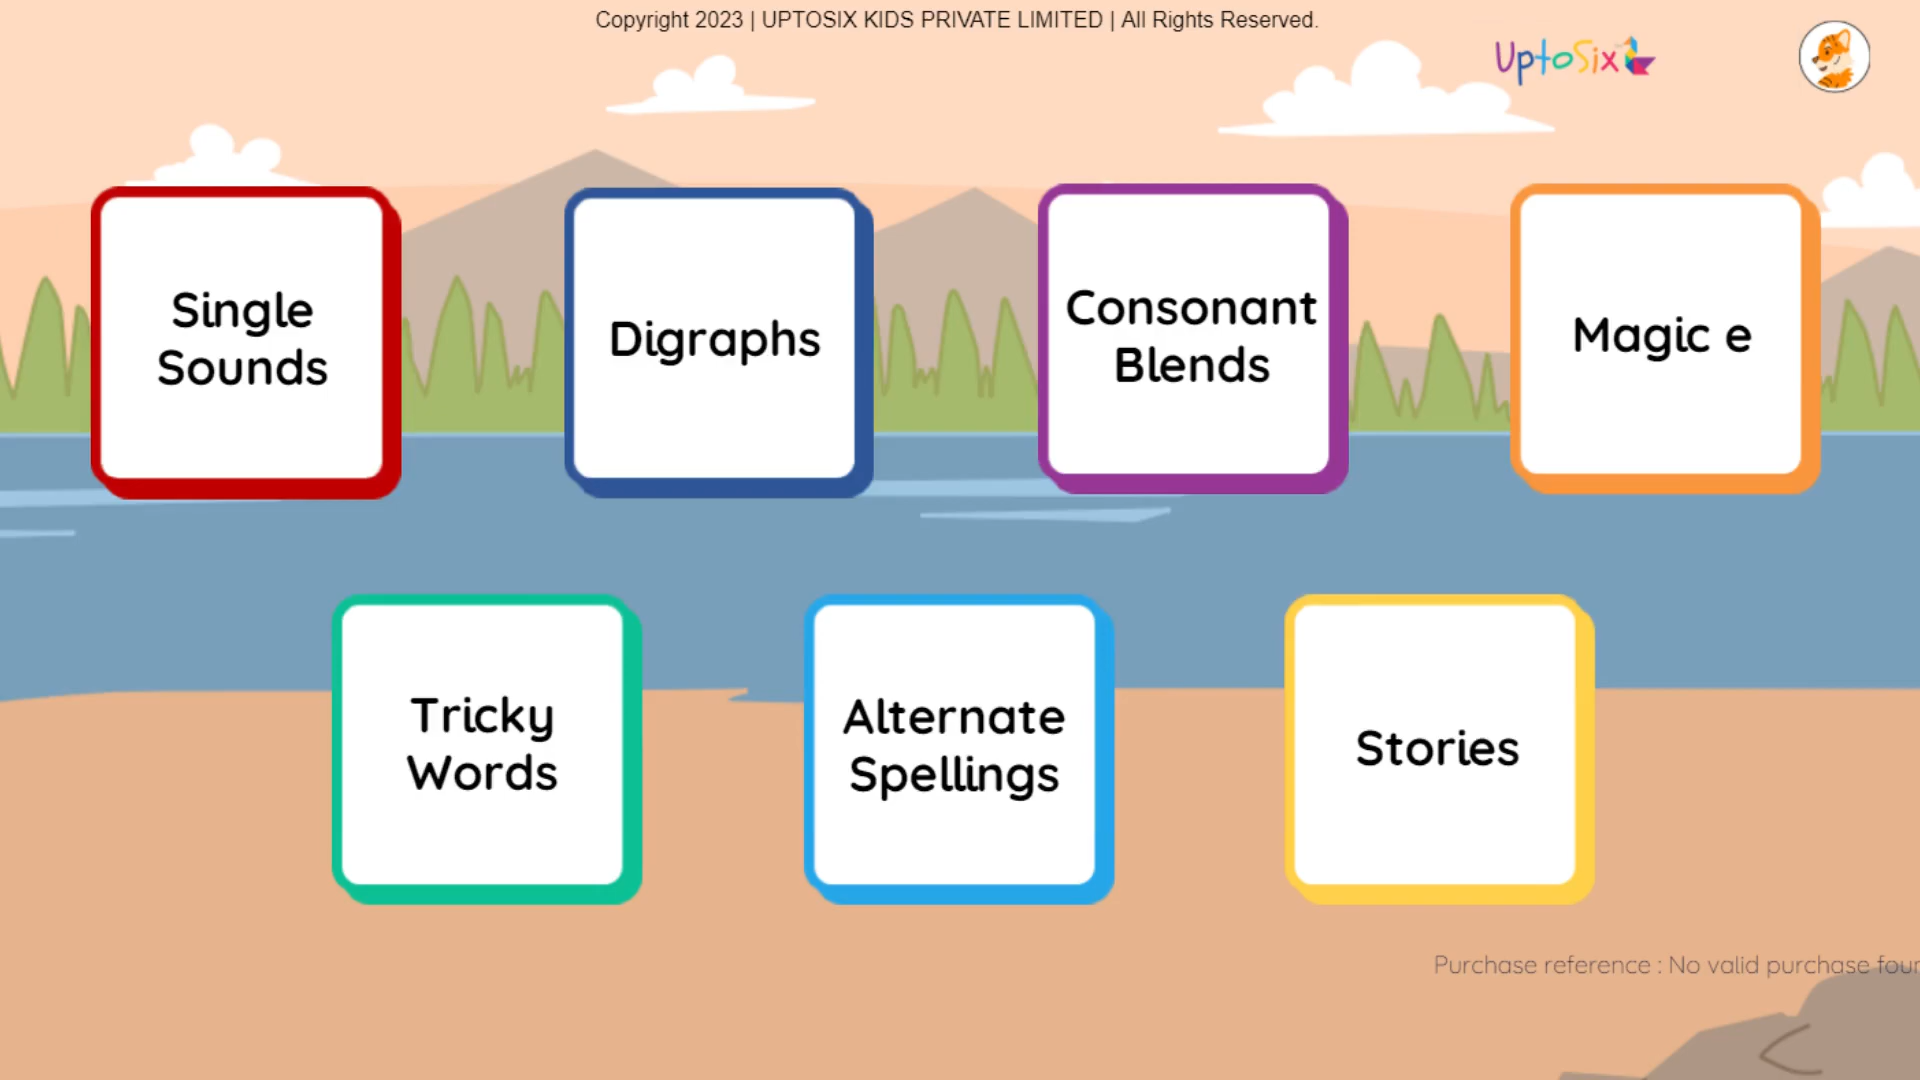 Copyright 2023 | UPTOSIX KIDS PRIVATE LIMITED | All Rights Reserved.
UptoSix
Single
Sounds
Digraphs
Consonant
Blends
Magic e
Tricky
Words
Alternate
Spellings
Stories
Purchase reference : No valid purchase four